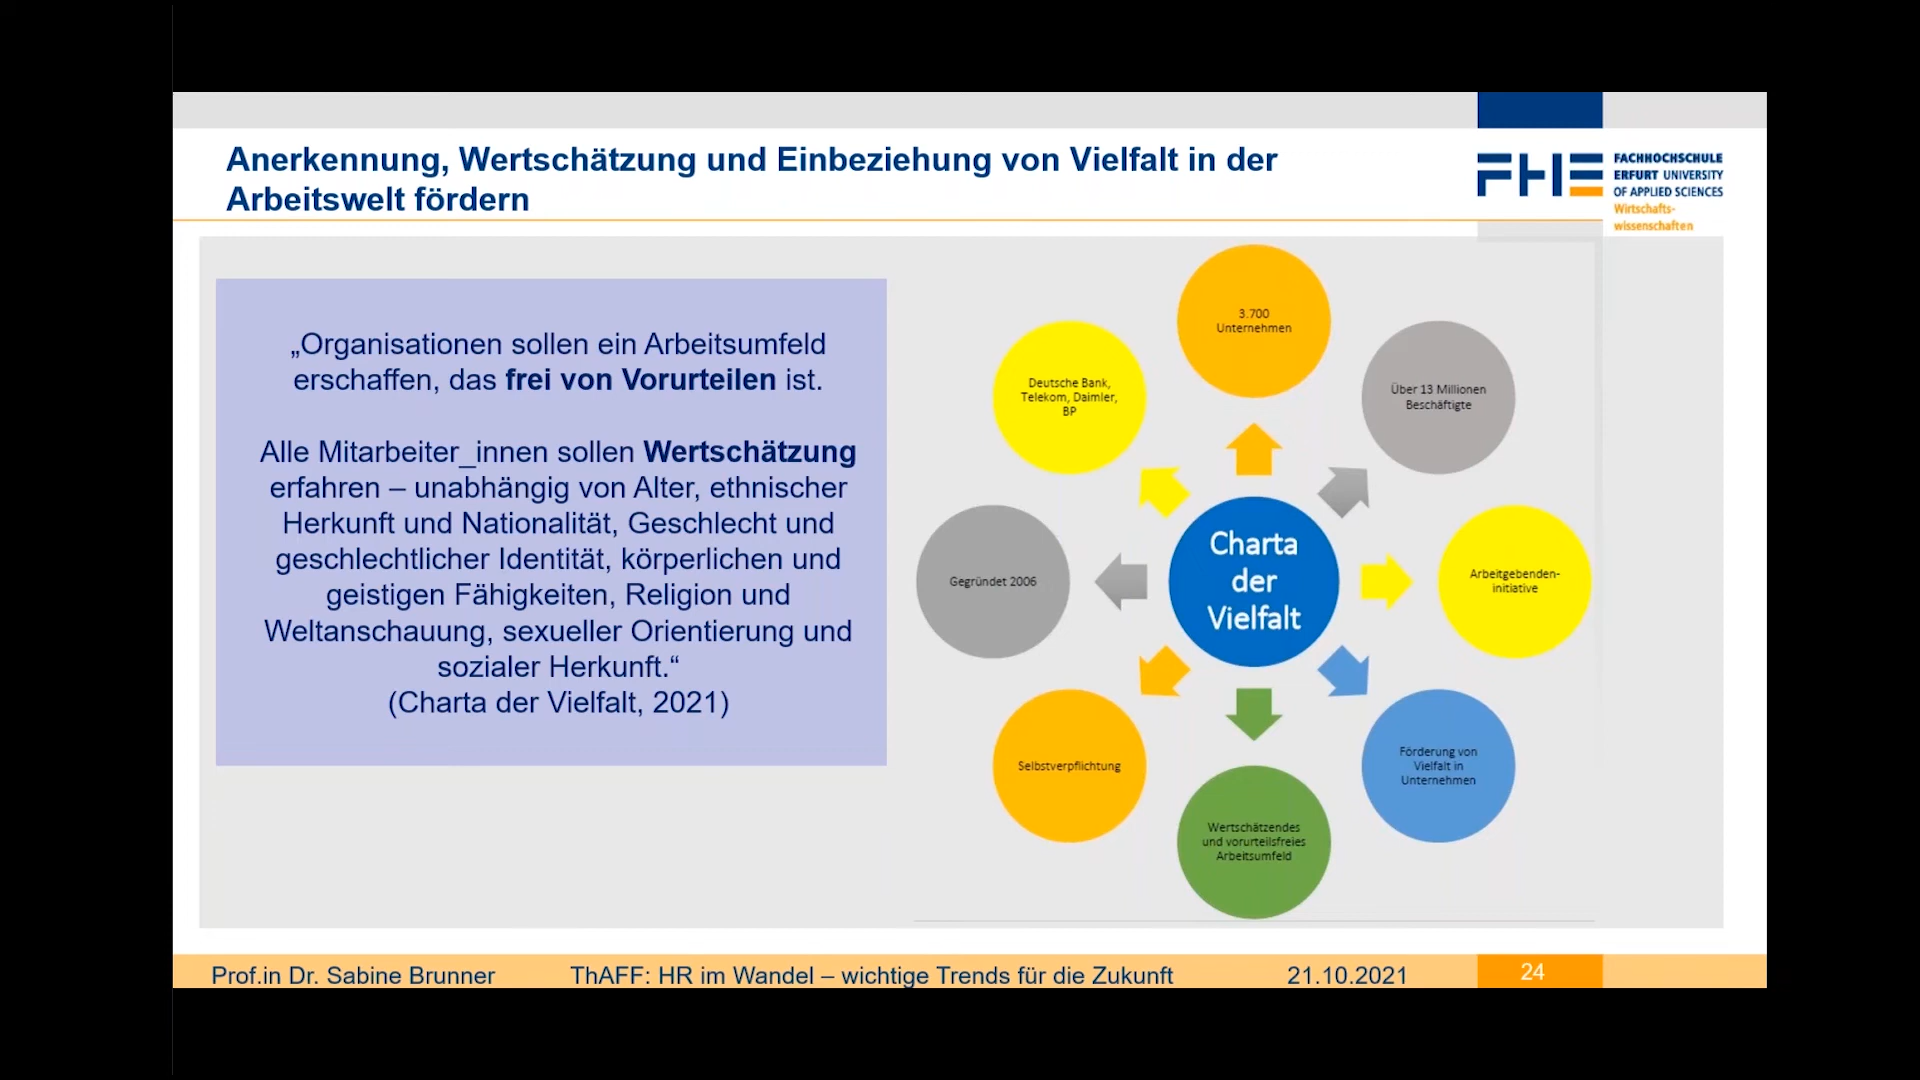 Anerkennung, Wertschätzung und Einbeziehung von Vielfalt in der
Arbeitswelt fördern
FHE
FACHHOCHSCHULE
ERFURT UNIVERSITY
OF APPLIED SCIENCES
Wirtschafts-
wissenschaften
„Organisationen sollen ein Arbeitsumfeld
erschaffen, das frei von Vorurteilen ist.
Alle Mitarbeiter_innen sollen Wertschätzung
erfahren – unabhängig von Alter, ethnischer
Herkunft und Nationalität, Geschlecht und
geschlechtlicher Identität, körperlichen und
geistigen Fähigkeiten, Religion und
Weltanschauung, sexueller Orientierung und
sozialer Herkunft.“
(Charta der Vielfalt, 2021)
Charta
der
Vielfalt
3.700
Unternehmen
Über 13 Millionen
Beschäftigte
Arbeitgebenden-
initiative
Förderung von
Vielfalt in
Unternehmen
Wertschätzendes
und vorurteilsfreies
Arbeitsumfeld
Selbstverpflichtung
Gegründet 2006
Deutsche Bank,
Telekom, Daimler,
BP
Prof.in Dr. Sabine Brunner
ThAFF: HR im Wandel – wichtige Trends für die Zukunft
21.10.2021
24